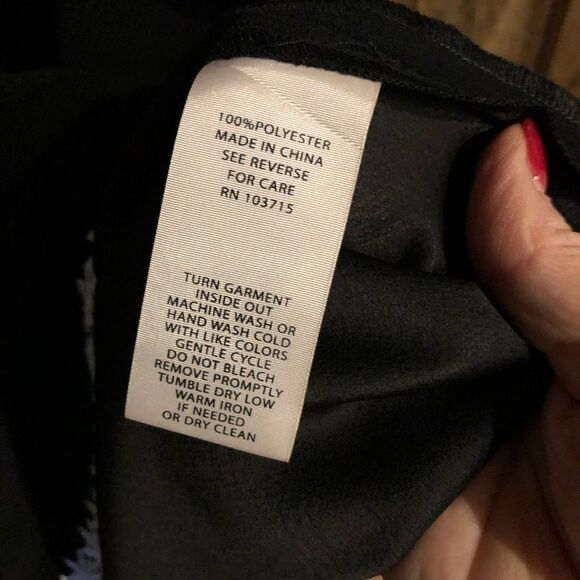 100%POLYESTER
MADE IN CHINA
SEE REVERSE
FOR CARE
RN 103715
TURN GARMENT
INSIDE OUT
MACHINE WASH OR
HAND WASH COLD
WITH LIKE COLORS
GENTLE CYCLE
DO NOT BLEACH
REMOVE PROMPTLY
TUMBLE DRY LOW
WARM IRON
IF NEEDED
OR DRY CLEAN